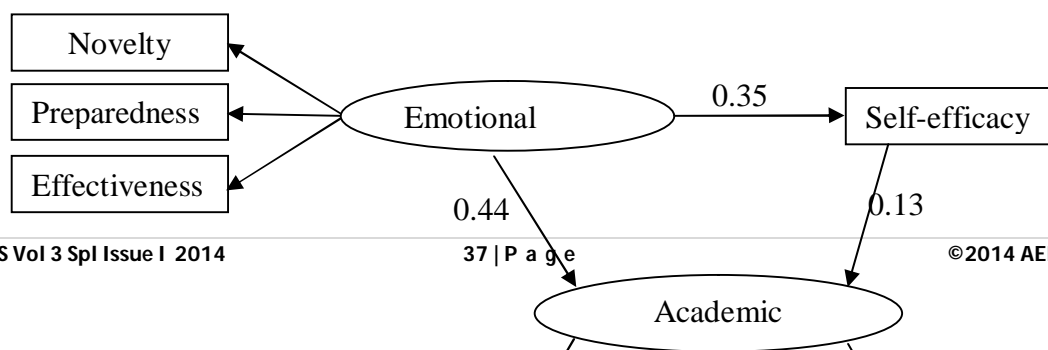 Novelty
Preparedness
Effectiveness
Emotional
0.35
Self-efficacy
0.44
0.13
S Vol 3 Spl Issue I 2014
37 | P a g e
©2014 AE
Academic